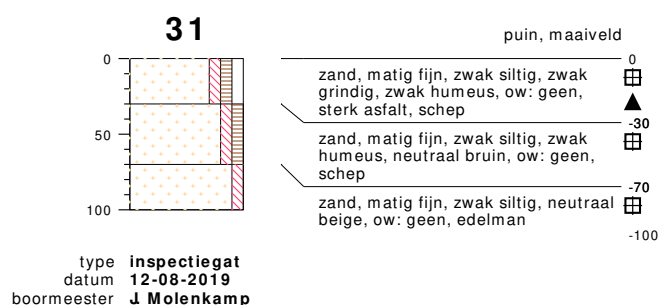 31
puin, maaiveld
0
0
zand, matig fijn, zwak siltig, zwak
grindig, zwak humeus, ow: geen,
sterk asfalt, schep
-30
50
zand, matig fijn, zwak siltig, zwak
humeus, neutraal bruin, ow: geen,
schep
-70
100
zand, matig fijn, zwak siltig, neutraal
beige, ow: geen, edelman
-100
type inspectiegat
datum 12-08-2019
boormeester J. Molenkamp